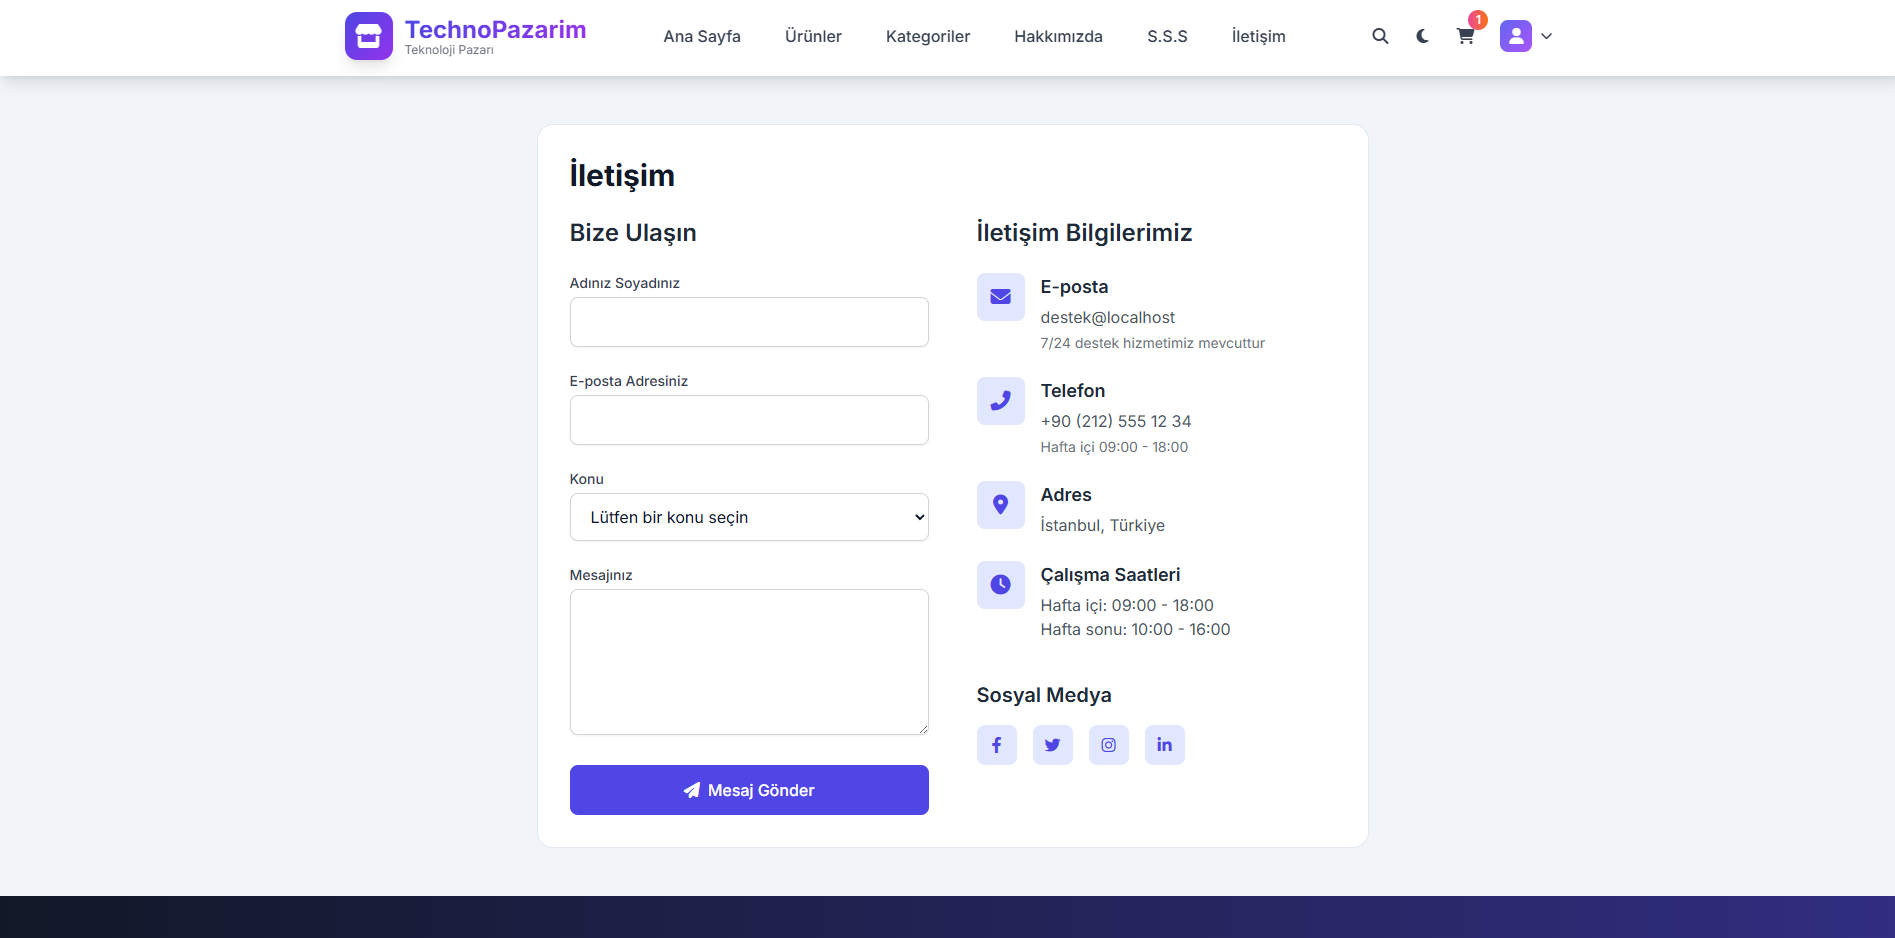 TechnoPazarim
Teknoloji Pazarı
Ana Sayfa
Ürünler
Kategoriler
Hakkımızda
S.S.S
İletişim
1
İletişim
Bize Ulaşın
Adınız Soyadınız
E-posta Adresiniz
Konu
Lütfen bir konu seçin
Mesajınız
Mesaj Gönder
İletişim Bilgilerimiz
E-posta
destek@localhost
7/24 destek hizmetimiz mevcuttur
Telefon
+90 (212) 555 12 34
Hafta içi 09:00 - 18:00
Adres
İstanbul, Türkiye
Çalışma Saatleri
Hafta içi: 09:00 - 18:00
Hafta sonu: 10:00 - 16:00
Sosyal Medya